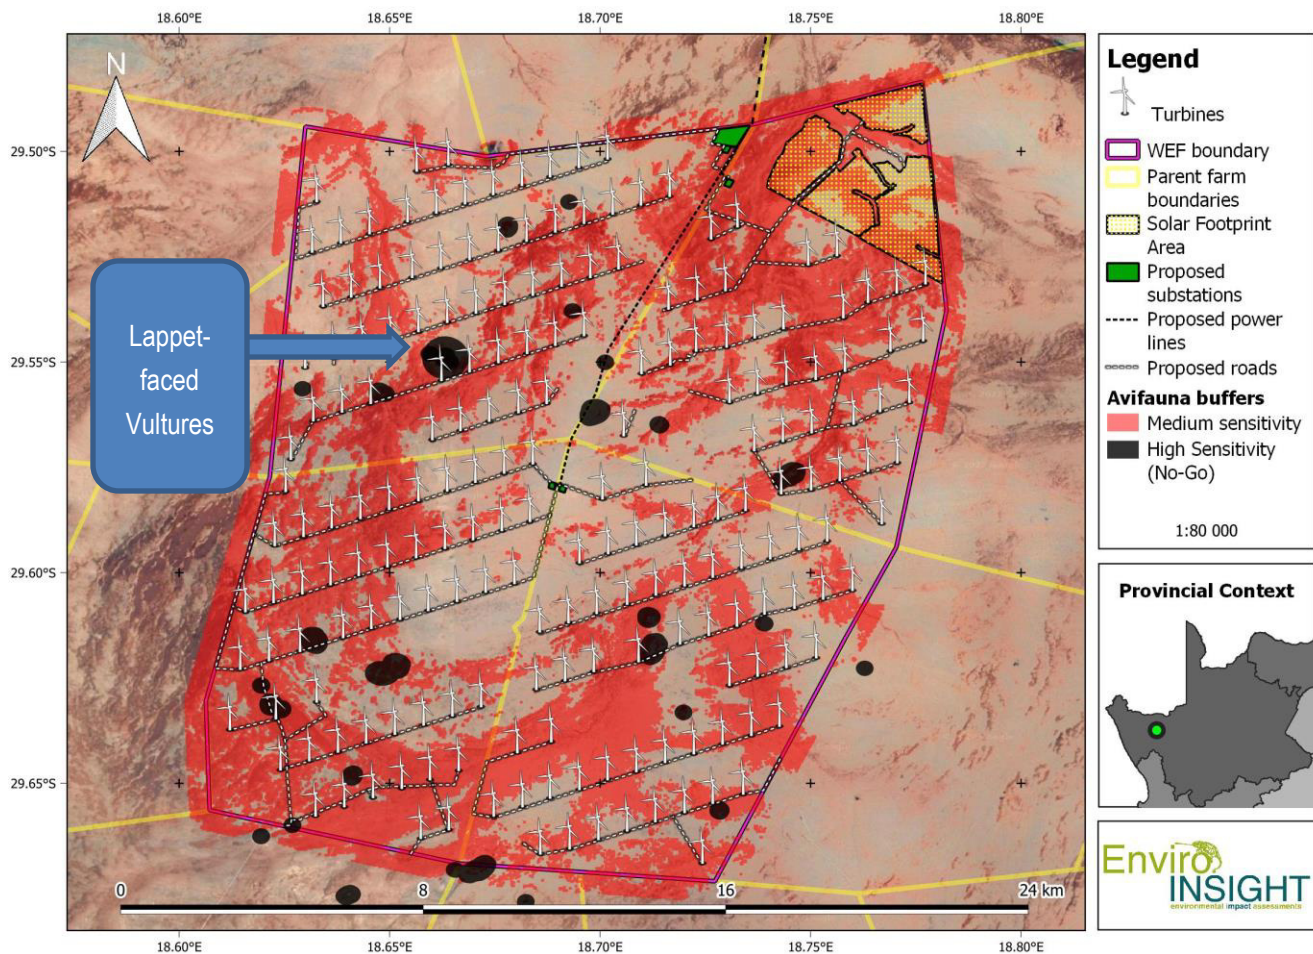 18.60°E 18.65°E 18.70°E 18.75°E 18.80°E
N
29.50°S
29.55°S
29.60°S
29.65°S
Lappet-
faced
Vultures
0 8 16 24 km
18.60°E 18.65°E 18.70°E 18.75°E 18.80°E
Legend
Turbines
WEF boundary
Parent farm
boundaries
Solar Footprint
Area
Proposed
substations
Proposed power
lines
Proposed roads
Avifauna buffers
Medium sensitivity
High Sensitivity
(No-Go)
1:80 000
Provincial Context
Enviro
INSIGHT
environmental impact assessments